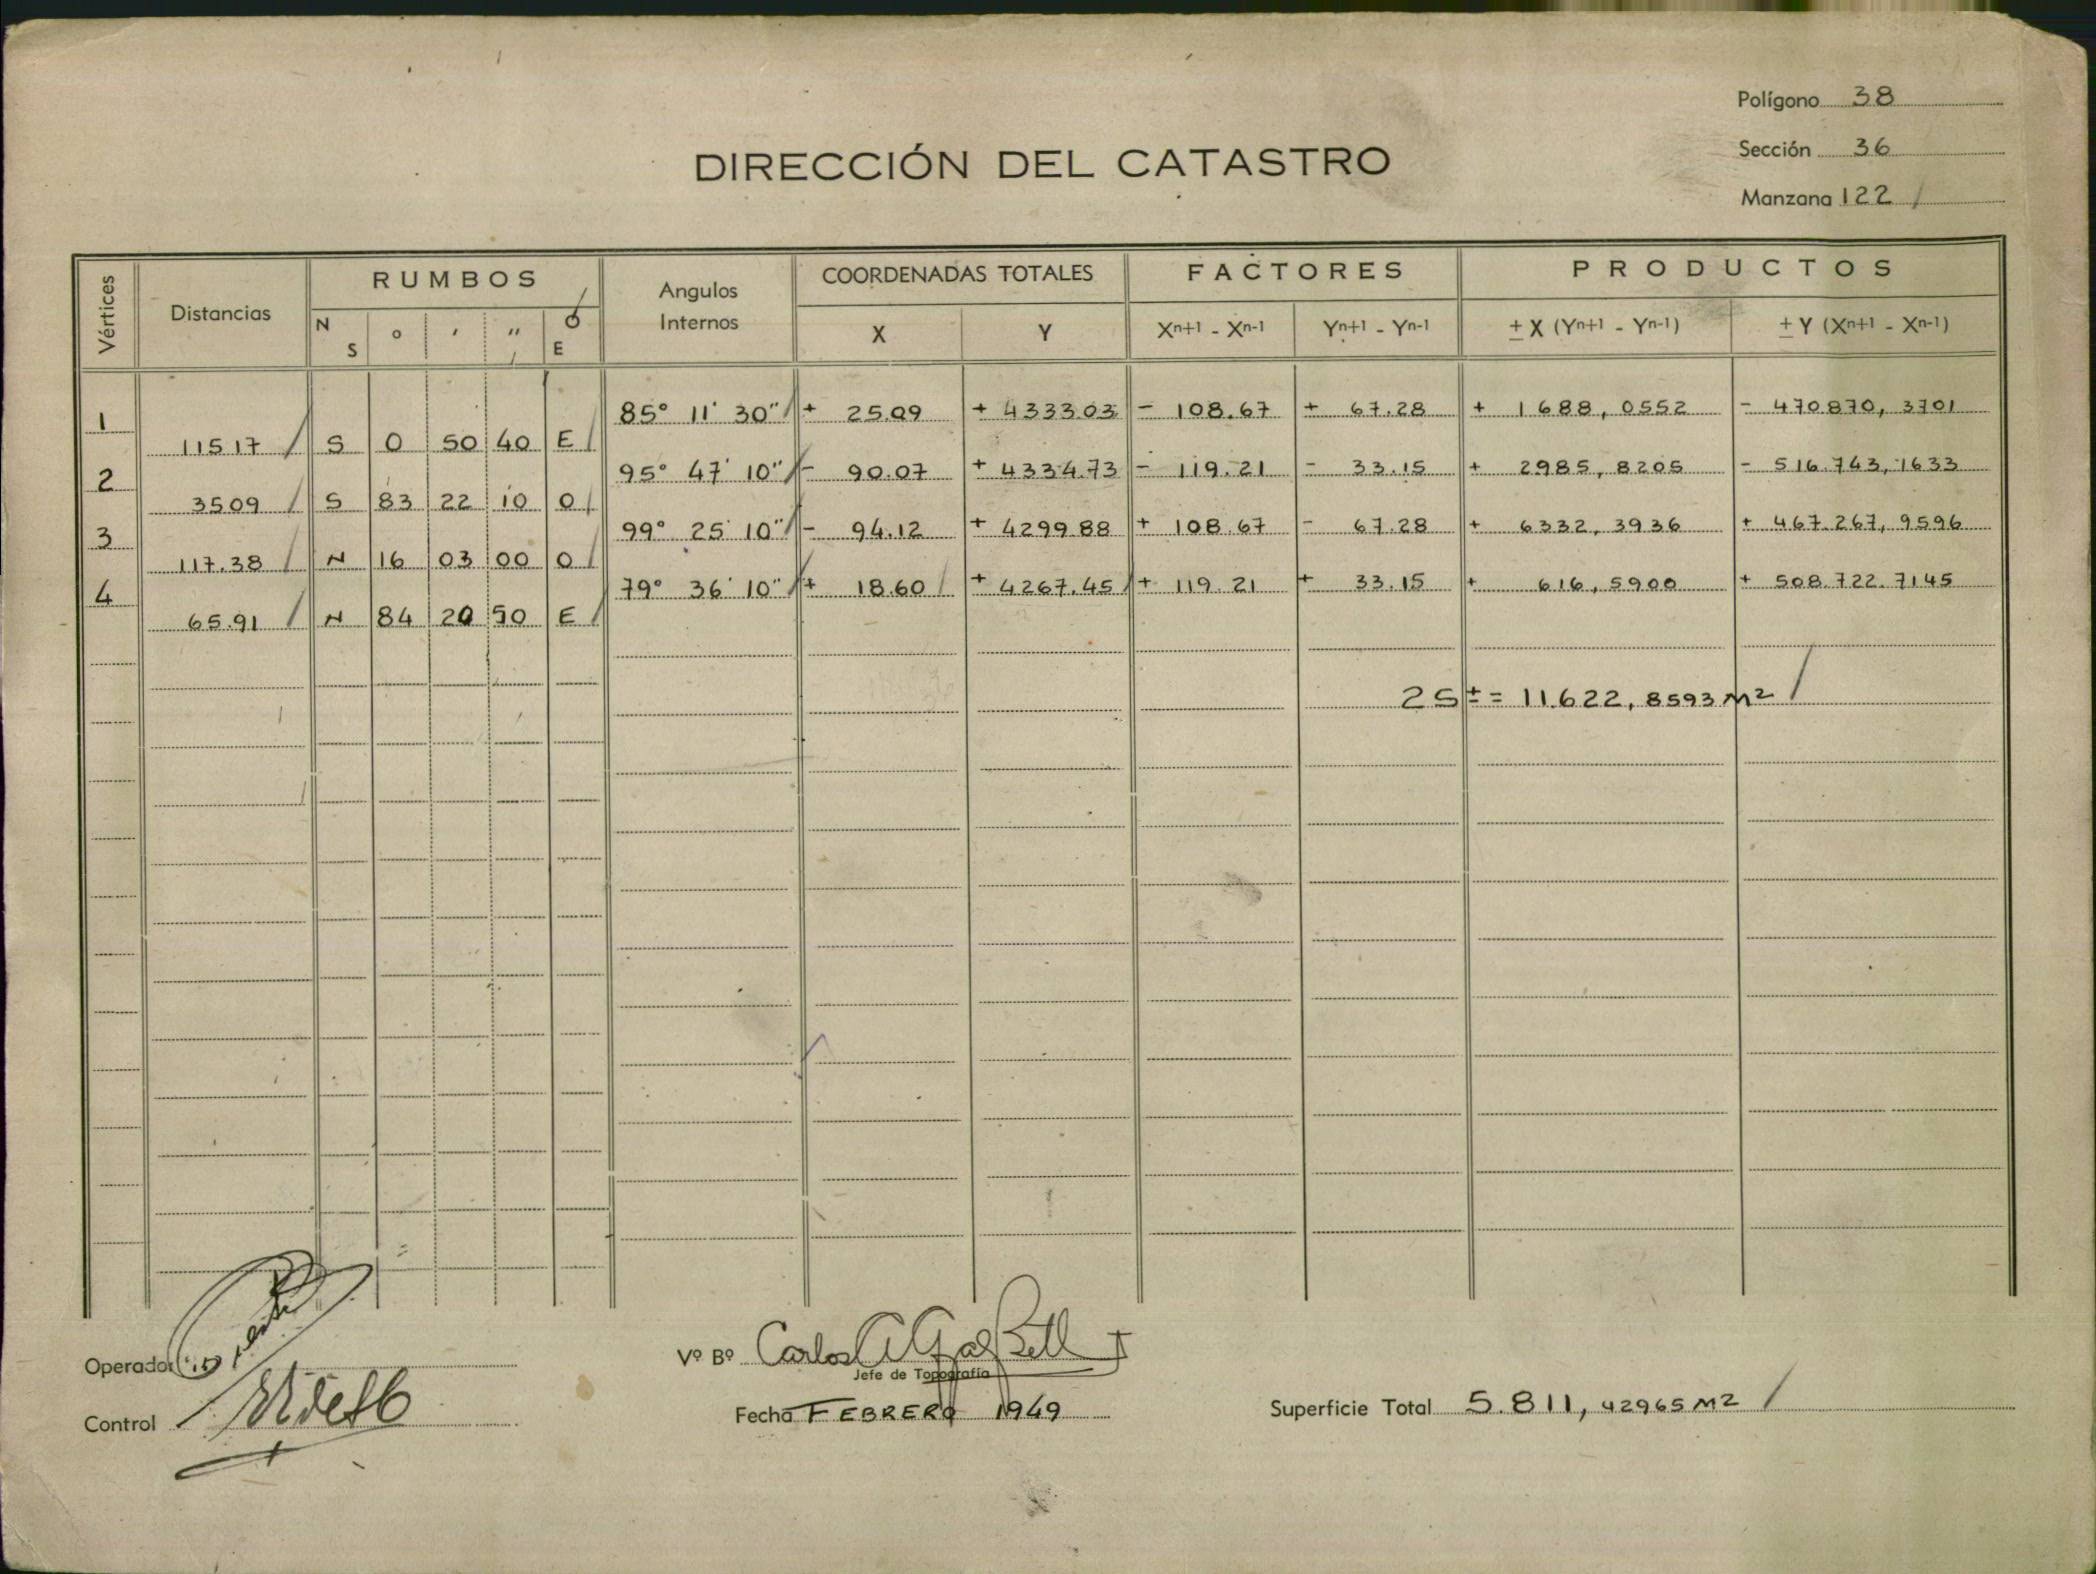 Polígono 38
Sección 36
Manzana 122
DIRECCIÓN DEL CATASTRO
Vértices Distancias RUMBOS Angulos Internos COORDENADAS TOTALES FACTORES PRODUCTOS
N S ° ' " O E X Y Xn+1 - Xn-1 Yn+1 - Yn-1 ± X (Yn+1 - Yn-1) ± Y (Xn+1 - Xn-1)
1 85° 11' 30" + 25.09 + 4333.03 - 108.67 + 67.28 + 1688,0552 - 470870,3701
115.17 S 0 50 40 E
2 95° 47' 10" - 90.07 + 4334.73 - 119.21 - 33.15 + 2985,8205 - 516.743,1633
35.09 S 83 22 10 O
3 99° 25' 10" - 94.12 + 4299.88 + 108.67 - 67.28 + 6332,3936 + 467.267,9596
117.38 N 16 03 00 O
4 79° 36' 10" + 18.60 + 4267.45 + 119.21 + 33.15 + 616,5900 + 508.722.7145
65.91 N 84 20 50 E
2S ± = 11.622,8593 M2
Operador
Control
Vº Bº Carlos A
Jefe de Topografía
Fecha FEBRERO 1949
Superficie Total 5.811,42965 M2